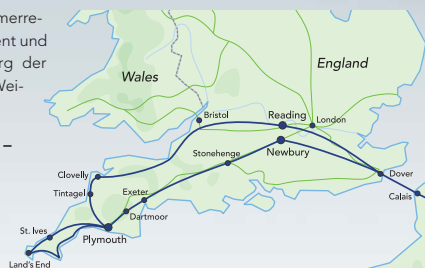 merre-
ent und
rg der
Wei-
–
Wales
England
Bristol
Reading
London
Stonehenge
Newbury
Clovelly
Tintagel
Exeter
Dartmoor
Dover
Calais
St. Ives
Plymouth
Land's End